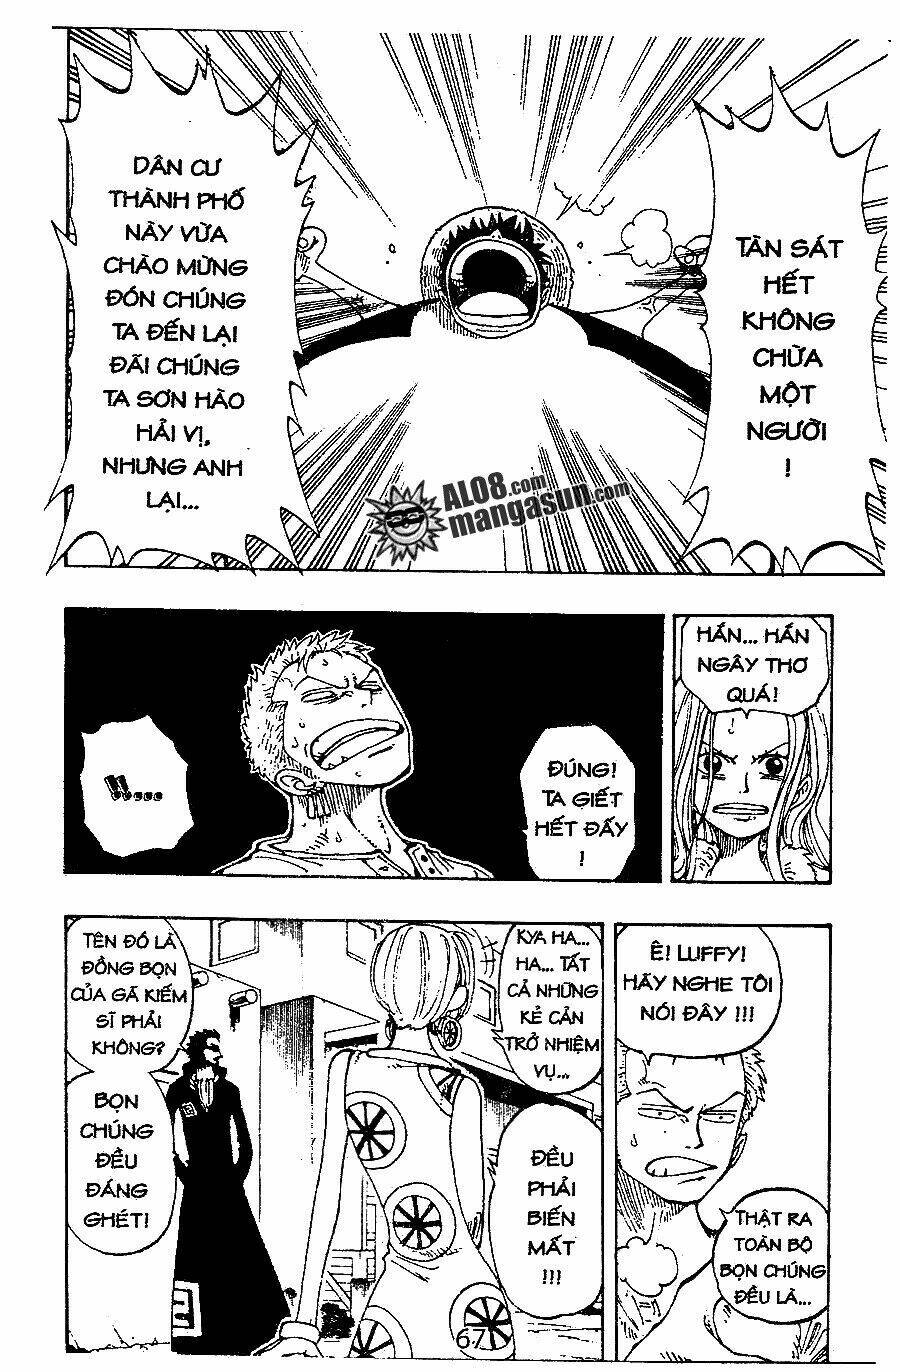 DÂN CƯ
THÀNH PHỐ
NÀY VỪA
CHÀO MỪNG
ĐÓN CHÚNG
TA ĐẾN LẠI
ĐÃI CHÚNG
TA SƠN HÀO
HẢI VỊ,
NHƯNG ANH
LẠI...
TÀN SÁT
HẾT
KHÔNG
CHỪA
MỘT
NGƯỜI
!
ALO8.com
mangasun.com
!!....
ĐÚNG!
TA GIẾT
HẾT ĐẤY
!
HẮN... HẮN
NGÂY THƠ
QUÁ!
TÊN ĐÓ LÀ
ĐỒNG BỌN
CỦA GÃ KIẾM
SĨ PHẢI
KHÔNG?
BỌN
CHÚNG
ĐỀU
ĐÁNG
GHÉT!
KYA HA...
HA... TẤT
CẢ NHỮNG
KẺ CẢN
TRỞ NHIỆM
VỤ...
ĐỀU
PHẢI
BIẾN
MẤT
!!!
Ê! LUFFY!
HÃY NGHE TÔI
NÓI ĐÂY !!!
THẬT RA
TOÀN BỘ
BỌN CHÚNG
ĐỀU LÀ...
67